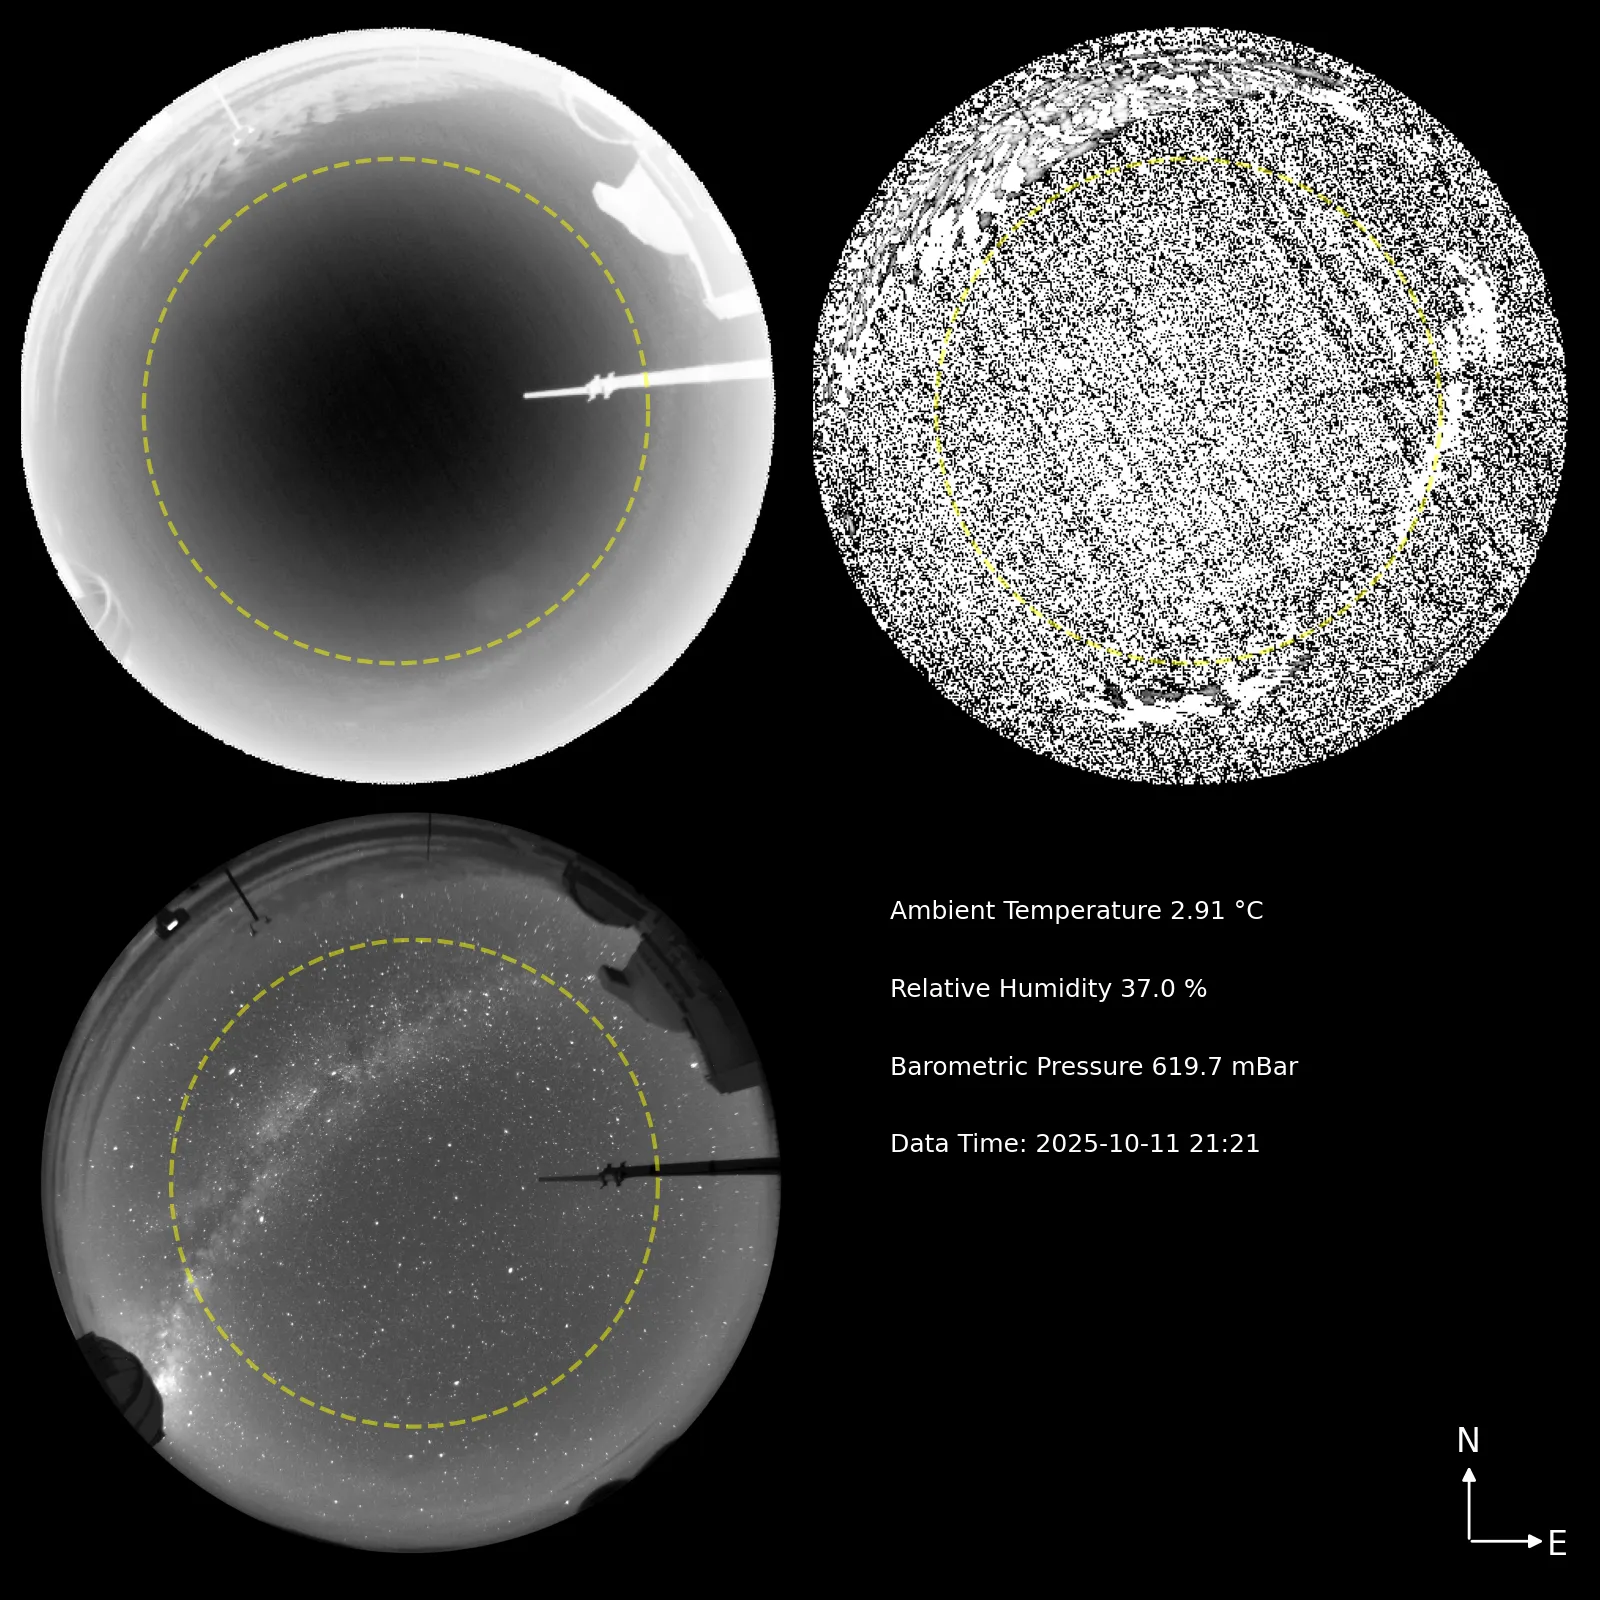 Ambient Temperature 2.91 °C
Relative Humidity 37.0 %
Barometric Pressure 619.7 mBar
Data Time: 2025-10-11 21:21
N
E